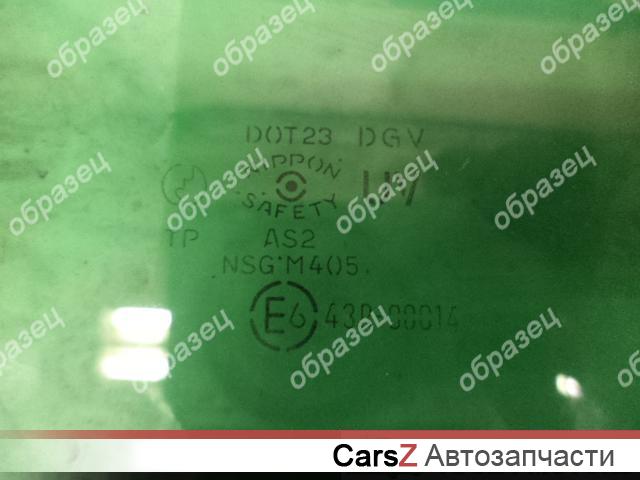 образец образец образец образец
DOT23 DGV
NIPPON
SAFETY
образец образец образец
TP AS2
NSG M405
E6 43R-00014
образец образец образец образец
CarsZ Автозапчасти